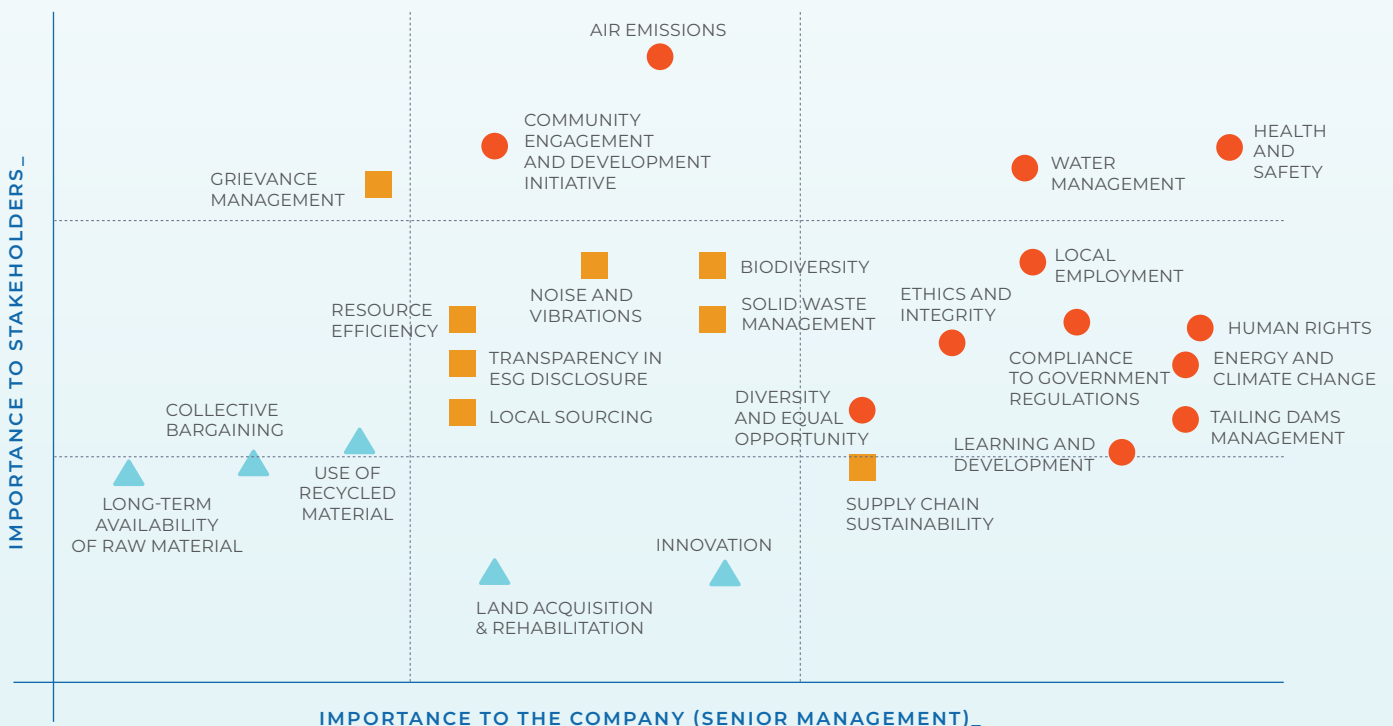 AIR EMISSIONS
COMMUNITY
ENGAGEMENT
AND DEVELOPMENT
INITIATIVE
HEALTH
AND
SAFETY
WATER
MANAGEMENT
GRIEVANCE
MANAGEMENT
LOCAL
EMPLOYMENT
BIODIVERSITY
NOISE AND
VIBRATIONS
ETHICS AND
INTEGRITY
SOLID WASTE
MANAGEMENT
RESOURCE
EFFICIENCY
HUMAN RIGHTS
TRANSPARENCY IN
ESG DISCLOSURE
COMPLIANCE
TO GOVERNMENT
REGULATIONS
ENERGY AND
CLIMATE CHANGE
DIVERSITY
AND EQUAL
OPPORTUNITY
COLLECTIVE
BARGAINING
LOCAL SOURCING
TAILING DAMS
MANAGEMENT
LEARNING AND
DEVELOPMENT
USE OF
RECYCLED
MATERIAL
LONG-TERM
AVAILABILITY
OF RAW MATERIAL
SUPPLY CHAIN
SUSTAINABILITY
INNOVATION
LAND ACQUISITION
& REHABILITATION
IMPORTANCE TO STAKEHOLDERS_
IMPORTANCE TO THE COMPANY (SENIOR MANAGEMENT)_